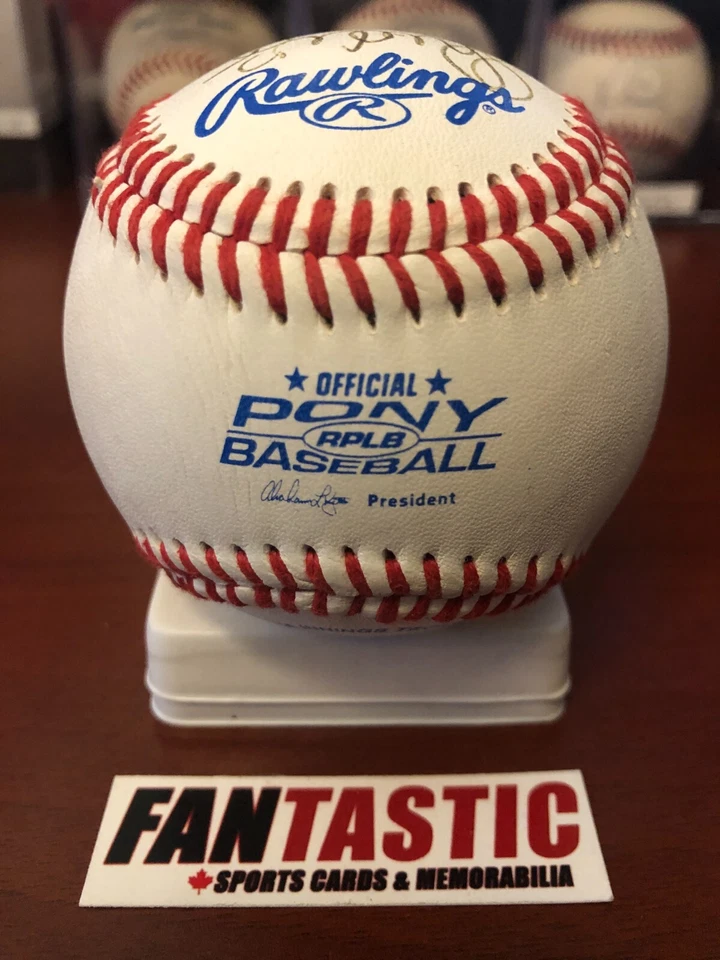 Rawlings
R
®
★ OFFICIAL ★
PONY
RPLB
BASEBALL
President
FANTASTIC
SPORTS CARDS & MEMORABILIA